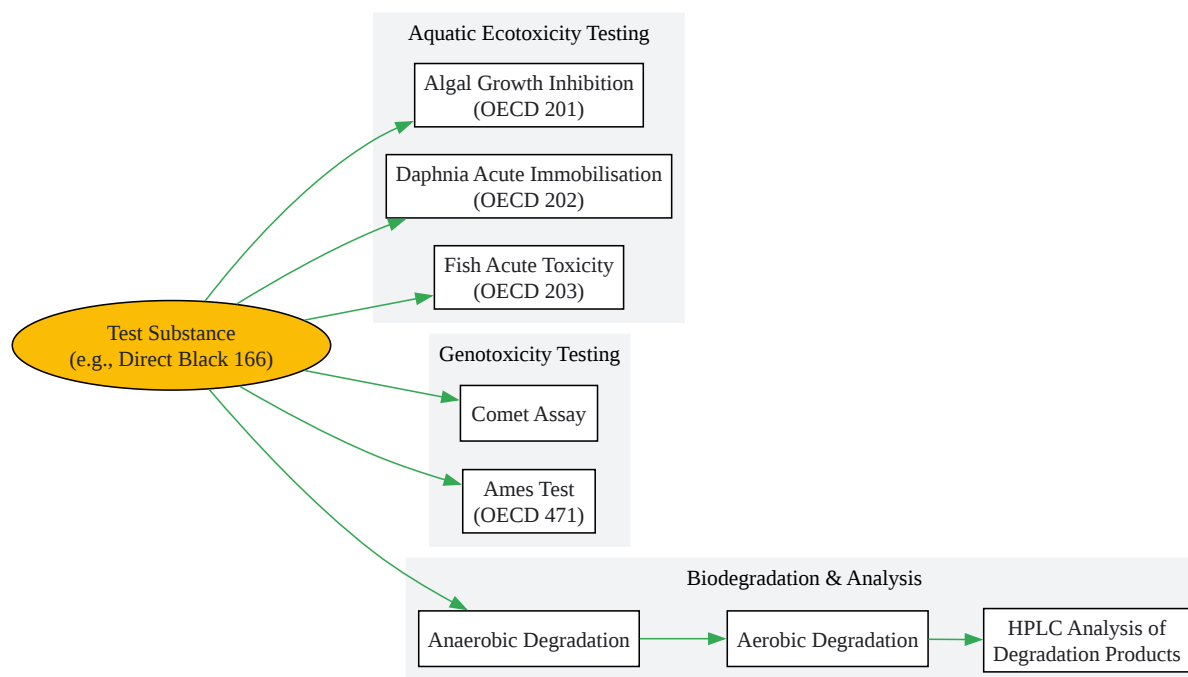 Aquatic Ecotoxicity Testing
Algal Growth Inhibition
(OECD 201)
Daphnia Acute Immobilisation
(OECD 202)
Fish Acute Toxicity
(OECD 203)
Test Substance
(e.g., Direct Black 166)
Genotoxicity Testing
Comet Assay
Ames Test
(OECD 471)
Biodegradation & Analysis
Anaerobic Degradation
Aerobic Degradation
HPLC Analysis of
Degradation Products